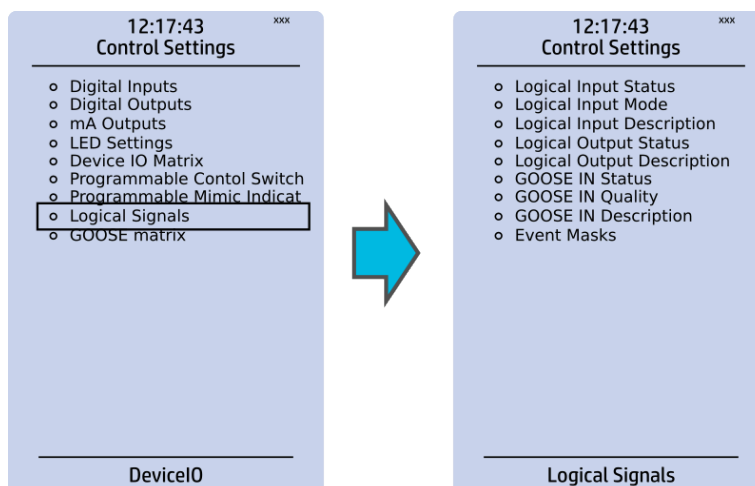 12:17:43 xxx
Control Settings
Digital Inputs
Digital Outputs
mA Outputs
LED Settings
Device IO Matrix
Programmable Contol Switch
Programmable Mimic Indicat
Logical Signals
GOOSE matrix
DeviceIO
12:17:43 xxx
Control Settings
Logical Input Status
Logical Input Mode
Logical Input Description
Logical Output Status
Logical Output Description
GOOSE IN Status
GOOSE IN Quality
GOOSE IN Description
Event Masks
Logical Signals